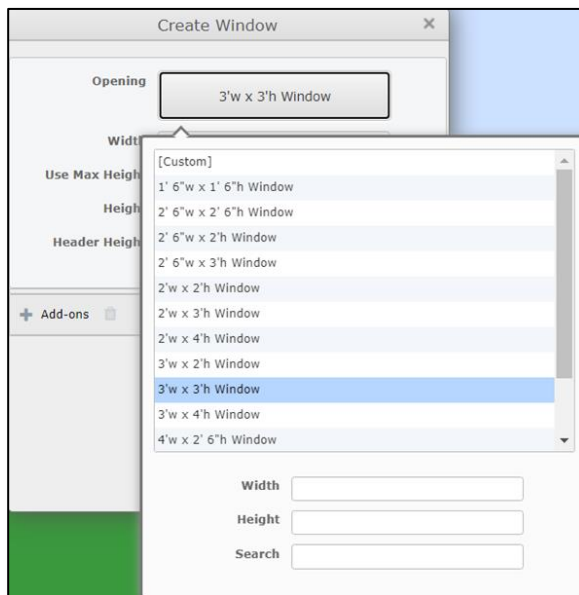 Create Window ×
Opening
3'w x 3'h Window
Widt
Use Max Heigh
Heigh
Header Heigh
+ Add-ons
[Custom]
1' 6"w x 1' 6"h Window
2' 6"w x 2' 6"h Window
2' 6"w x 2'h Window
2' 6"w x 3'h Window
2'w x 2'h Window
2'w x 3'h Window
2'w x 4'h Window
3'w x 2'h Window
3'w x 3'h Window
3'w x 4'h Window
4'w x 2' 6"h Window
Width
Height
Search